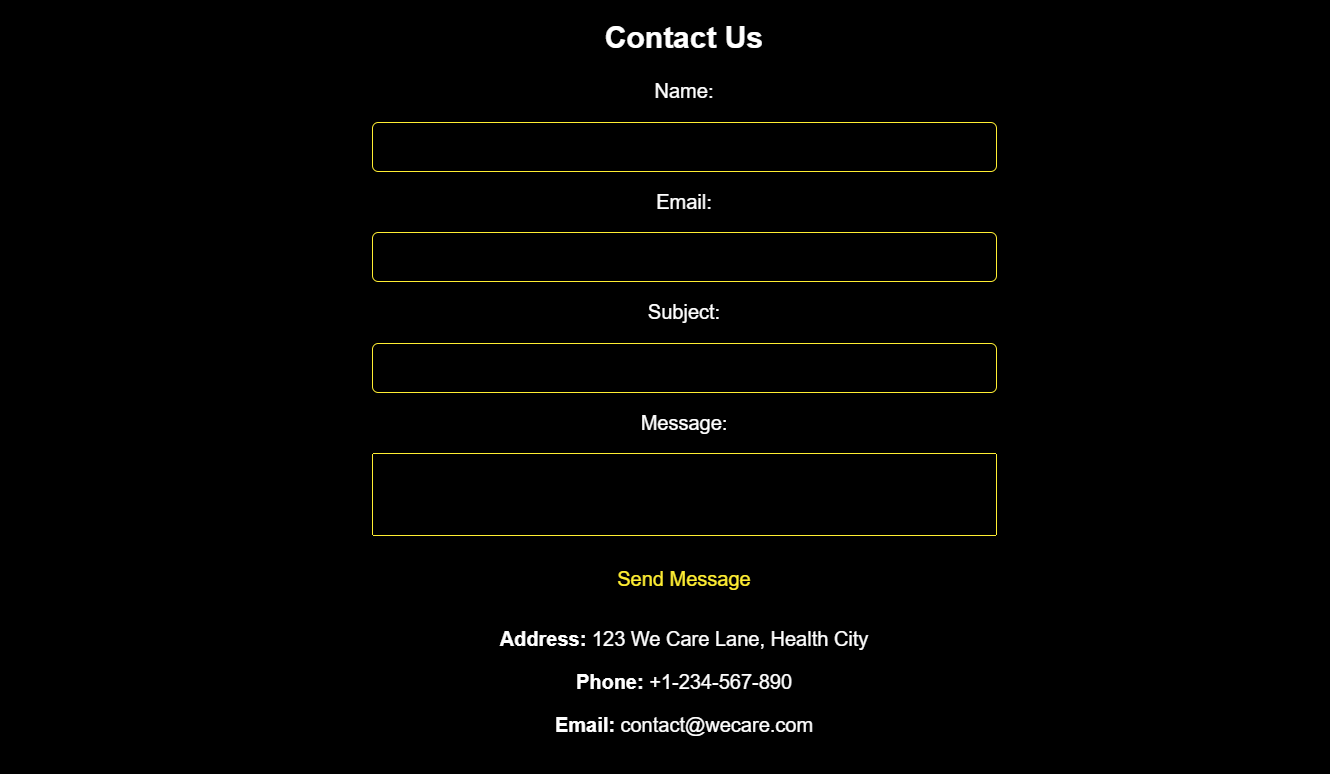 Contact Us
Name:
Email:
Subject:
Message:
Send Message
Address: 123 We Care Lane, Health City
Phone: +1-234-567-890
Email: contact@wecare.com